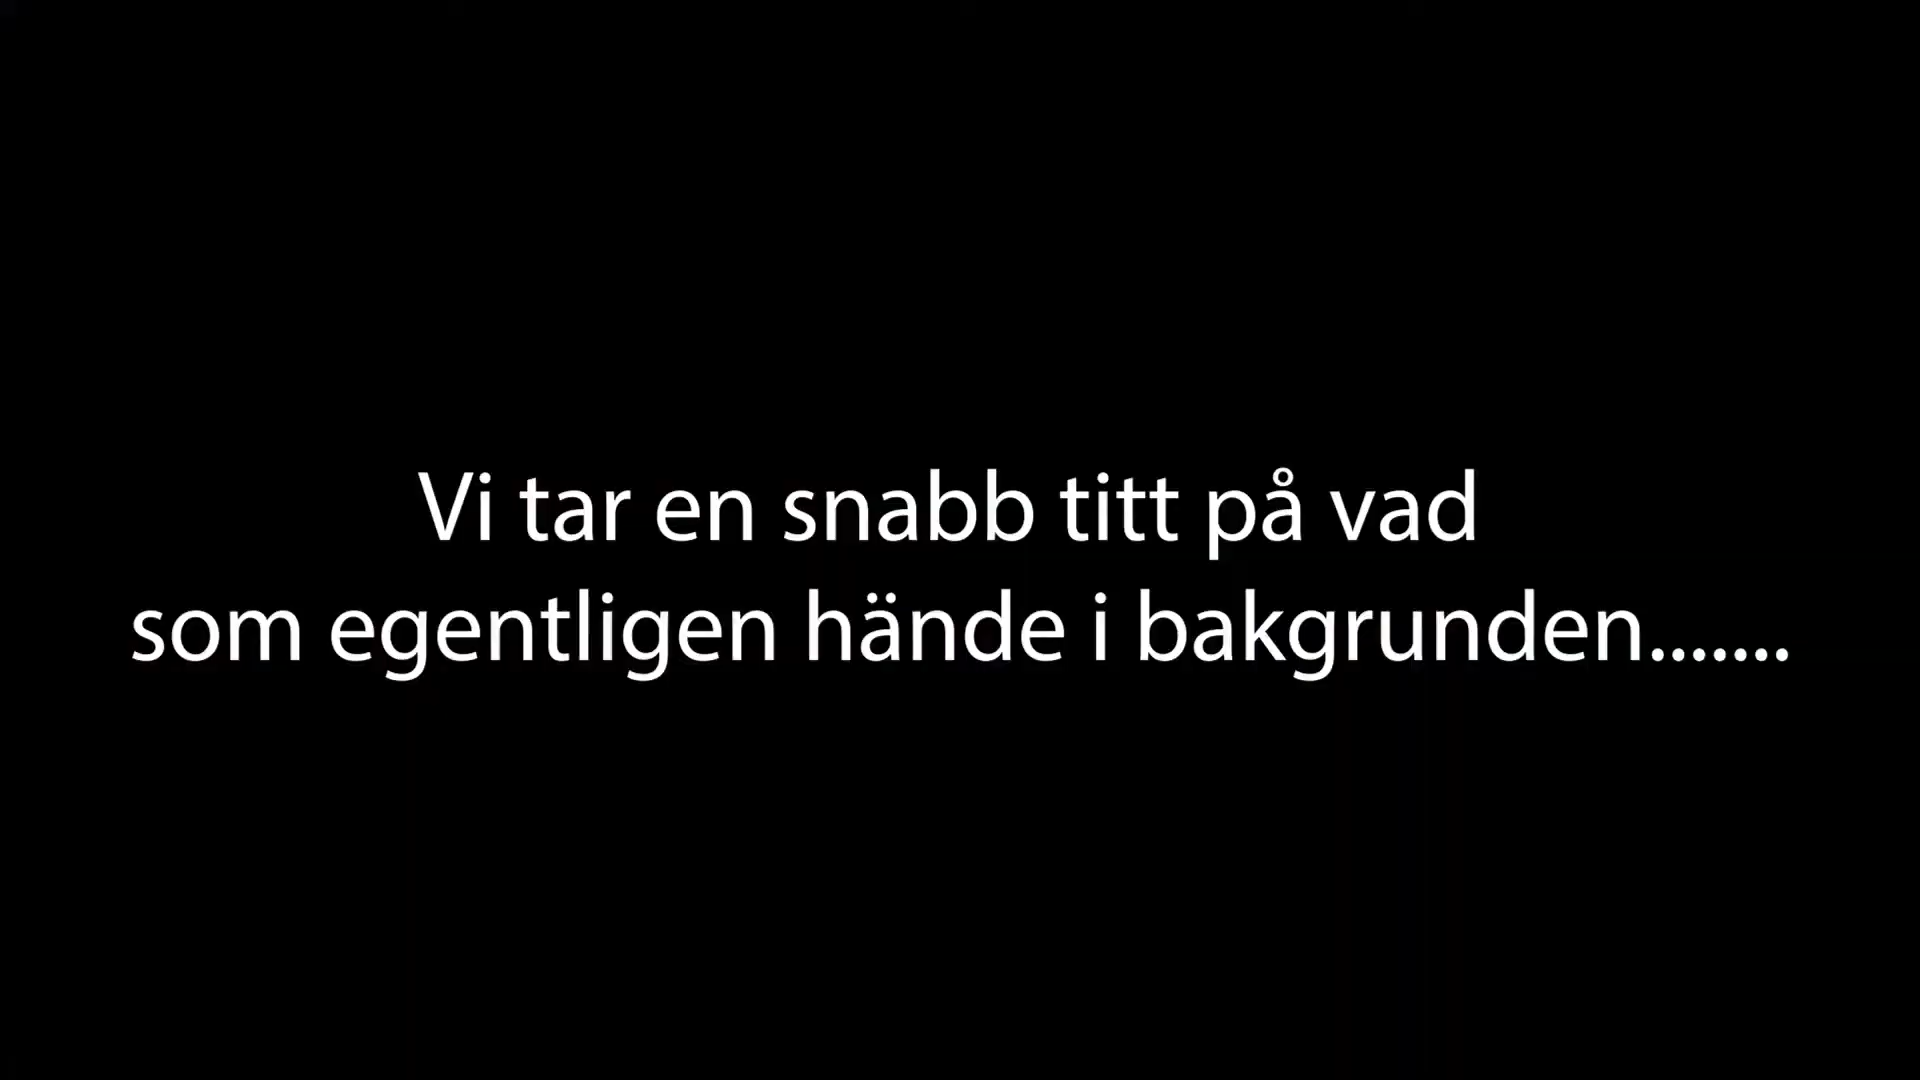 Vi tar en snabb titt på vad
som egentligen hände i bakgrunden.......